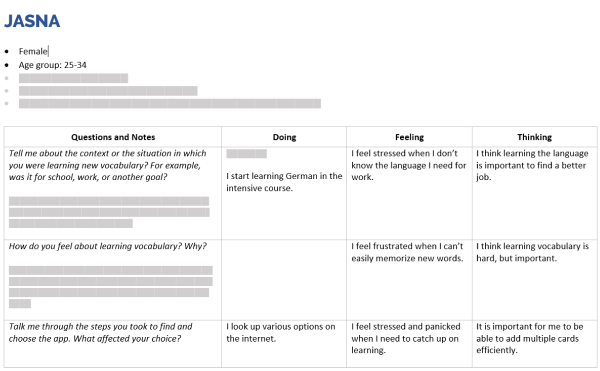 JASNA
Female
Age group: 25-34
Questions and Notes
Doing
Feeling
Thinking
Tell me about the context or the situation in which
you were learning new vocabulary? For example,
was it for school, work, or another goal?
I start learning German in the
intensive course.
I feel stressed when I don't
know the language I need for
work.
I think learning the language
is important to find a better
job.
How do you feel about learning vocabulary? Why?
I feel frustrated when I can't
easily memorize new words.
I think learning vocabulary is
hard, but important.
Talk me through the steps you took to find and
choose the app. What affected your choice?
I look up various options on
the internet.
I feel stressed and panicked
when I need to catch up on
learning.
It is important for me to be
able to add multiple cards
efficiently.